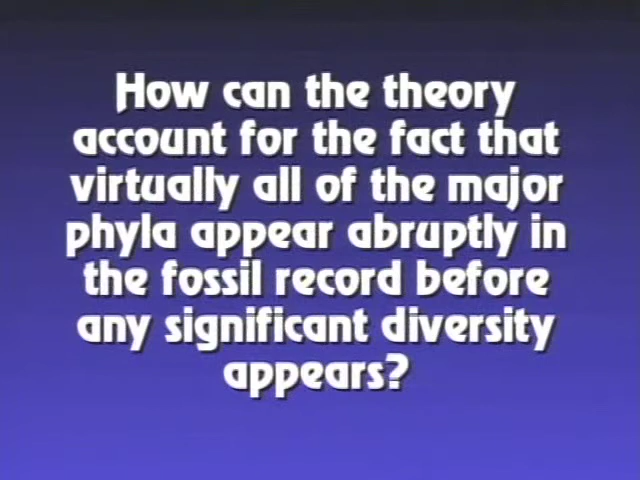 How can the theory
account for the fact that
virtually all of the major
phyla appear abruptly in
the fossil record before
any significant diversity
appears?